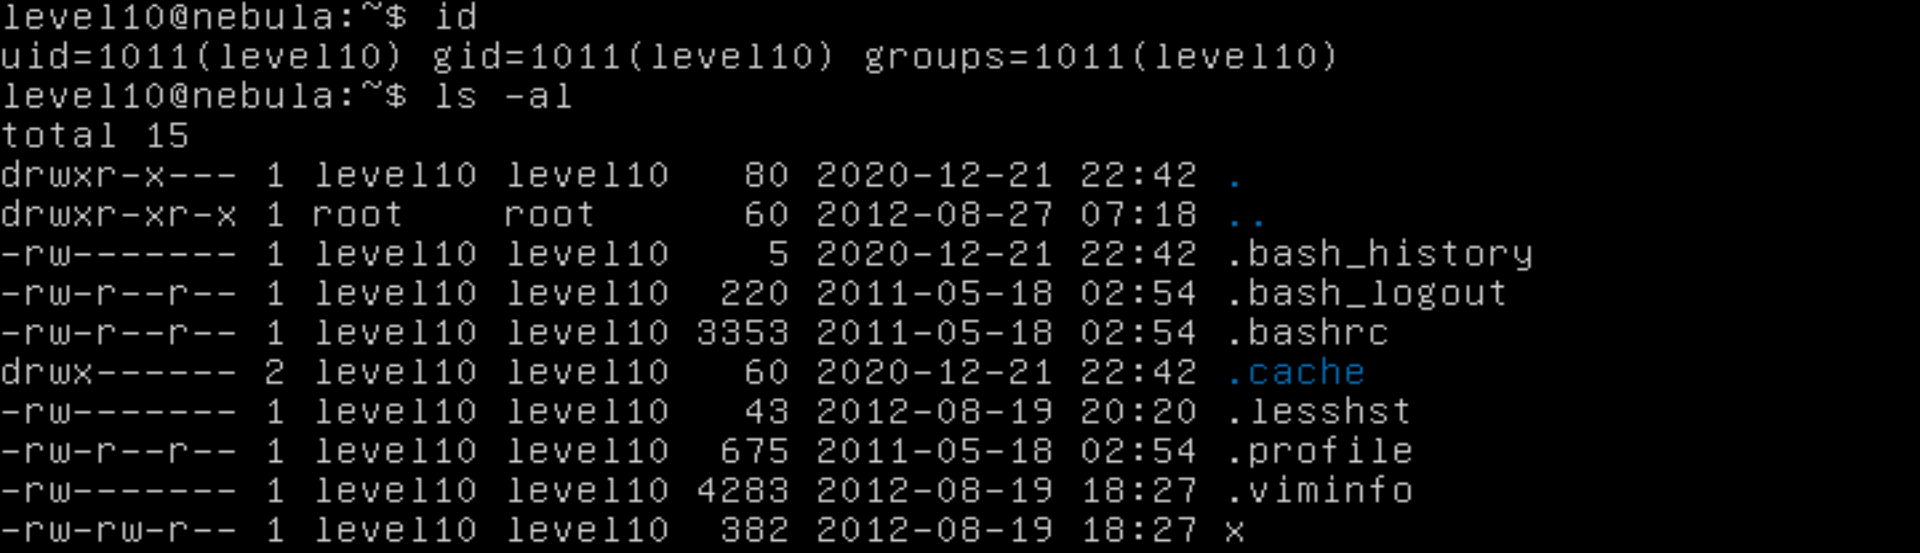 level10@nebula:~$ id
uid=1011(level10) gid=1011(level10) groups=1011(level10)
level10@nebula:~$ ls -al
total 15
drwxr-x--- 1 level10 level10   80 2020-12-21 22:42 .
drwxr-xr-x 1 root    root      60 2012-08-27 07:18 ..
-rw------- 1 level10 level10    5 2020-12-21 22:42 .bash_history
-rw-r--r-- 1 level10 level10  220 2011-05-18 02:54 .bash_logout
-rw-r--r-- 1 level10 level10 3353 2011-05-18 02:54 .bashrc
drwx------ 2 level10 level10   60 2020-12-21 22:42 .cache
-rw------- 1 level10 level10   43 2012-08-19 20:20 .lesshst
-rw-r--r-- 1 level10 level10  675 2011-05-18 02:54 .profile
-rw------- 1 level10 level10 4283 2012-08-19 18:27 .viminfo
-rw-rw-r-- 1 level10 level10  382 2012-08-19 18:27 x